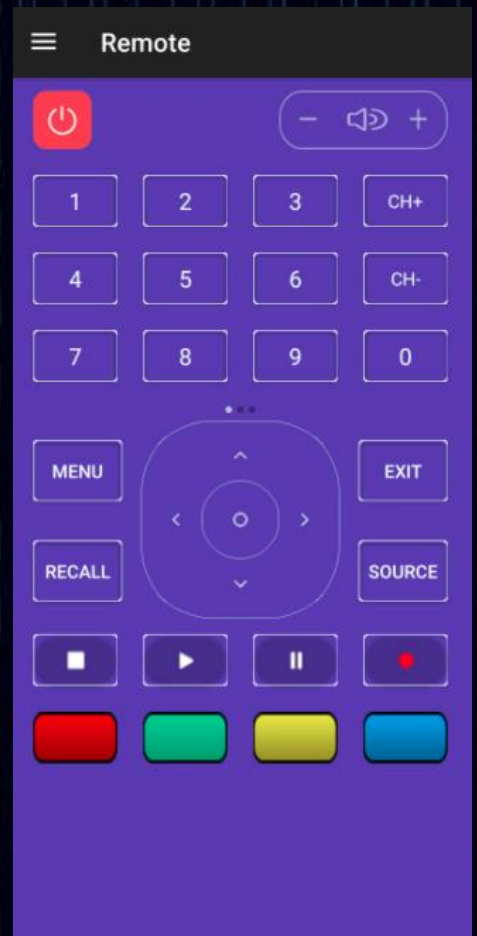 Remote
1 2 3 CH+
4 5 6 CH-
7 8 9 0
MENU EXIT
RECALL SOURCE